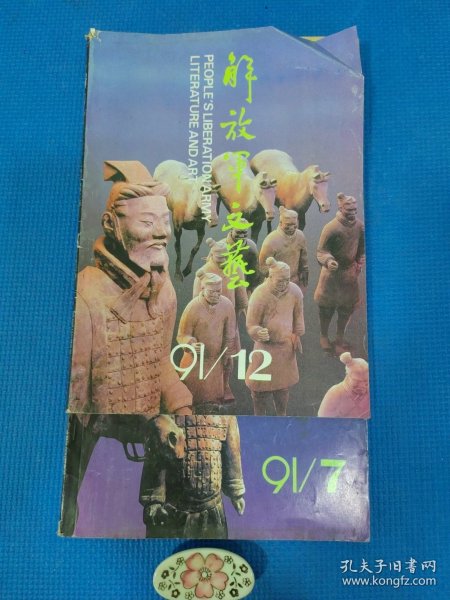 解放军文艺
PEOPLE'S LIBERATION ARMY
LITERATURE AND ART
91/12
91/7
孔夫子旧书网
www.kongfz.com